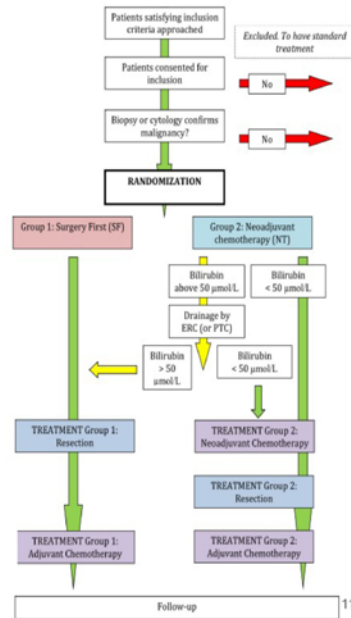 Patients satisfying inclusion
criteria approached
Excluded. To have standard
treatment
Patients consented for
inclusion
No
Biopsy or cytology confirms
malignancy?
No
RANDOMIZATION
Group 1: Surgery First (SF)
Group 2: Neoadjuvant
chemotherapy (NT)
Bilirubin
above 50 µmol/L
Bilirubin
< 50 µmol/L
Drainage by
ERC (or PTC)
Bilirubin
> 50
µmol/L
Bilirubin
< 50 µmol/L
TREATMENT Group 1:
Resection
TREATMENT Group 2:
Neoadjuvant Chemotherapy
TREATMENT Group 2:
Resection
TREATMENT Group 1:
Adjuvant Chemotherapy
TREATMENT Group 2:
Adjuvant Chemotherapy
Follow-up